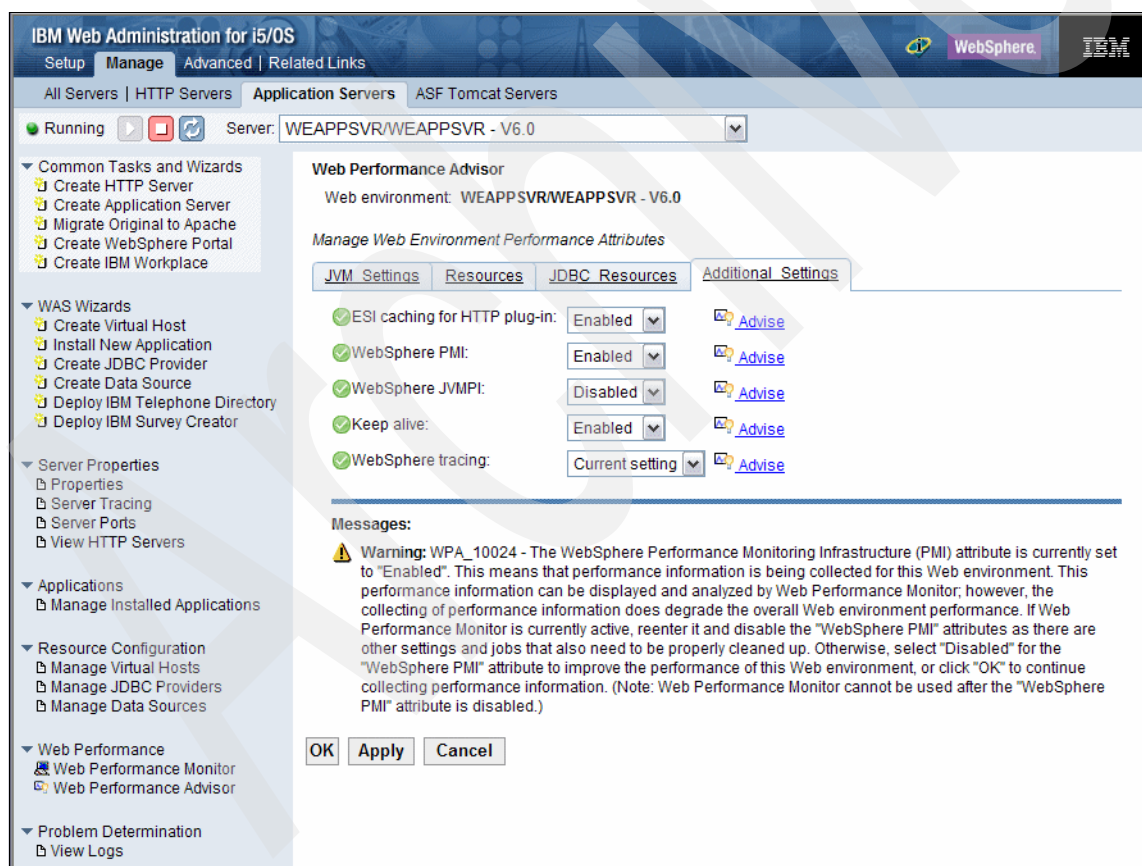 IBM Web Administration for i5/OS
Setup Manage Advanced | Related Links
WebSphere. IBM
All Servers | HTTP Servers Application Servers ASF Tomcat Servers
Running Server: WEAPPSVR/WEAPPSVR - V6.0
Common Tasks and Wizards
Create HTTP Server
Create Application Server
Migrate Original to Apache
Create WebSphere Portal
Create IBM Workplace
WAS Wizards
Create Virtual Host
Install New Application
Create JDBC Provider
Create Data Source
Deploy IBM Telephone Directory
Deploy IBM Survey Creator
Server Properties
Properties
Server Tracing
Server Ports
View HTTP Servers
Applications
Manage Installed Applications
Resource Configuration
Manage Virtual Hosts
Manage JDBC Providers
Manage Data Sources
Web Performance
Web Performance Monitor
Web Performance Advisor
Problem Determination
View Logs
Web Performance Advisor
Web environment: WEAPPSVR/WEAPPSVR - V6.0
Manage Web Environment Performance Attributes
JVM Settings Resources JDBC Resources Additional Settings
ESI caching for HTTP plug-in: Enabled Advise
WebSphere PMI: Enabled Advise
WebSphere JVMPI: Disabled Advise
Keep alive: Enabled Advise
WebSphere tracing: Current setting Advise
Messages:
Warning: WPA_10024 - The WebSphere Performance Monitoring Infrastructure (PMI) attribute is currently set
to "Enabled". This means that performance information is being collected for this Web environment. This
performance information can be displayed and analyzed by Web Performance Monitor; however, the
collecting of performance information does degrade the overall Web environment performance. If Web
Performance Monitor is currently active, reenter it and disable the "WebSphere PMI" attributes as there are
other settings and jobs that also need to be properly cleaned up. Otherwise, select "Disabled" for the
"WebSphere PMI" attribute to improve the performance of this Web environment, or click "OK" to continue
collecting performance information. (Note: Web Performance Monitor cannot be used after the "WebSphere
PMI" attribute is disabled.)
OK Apply Cancel